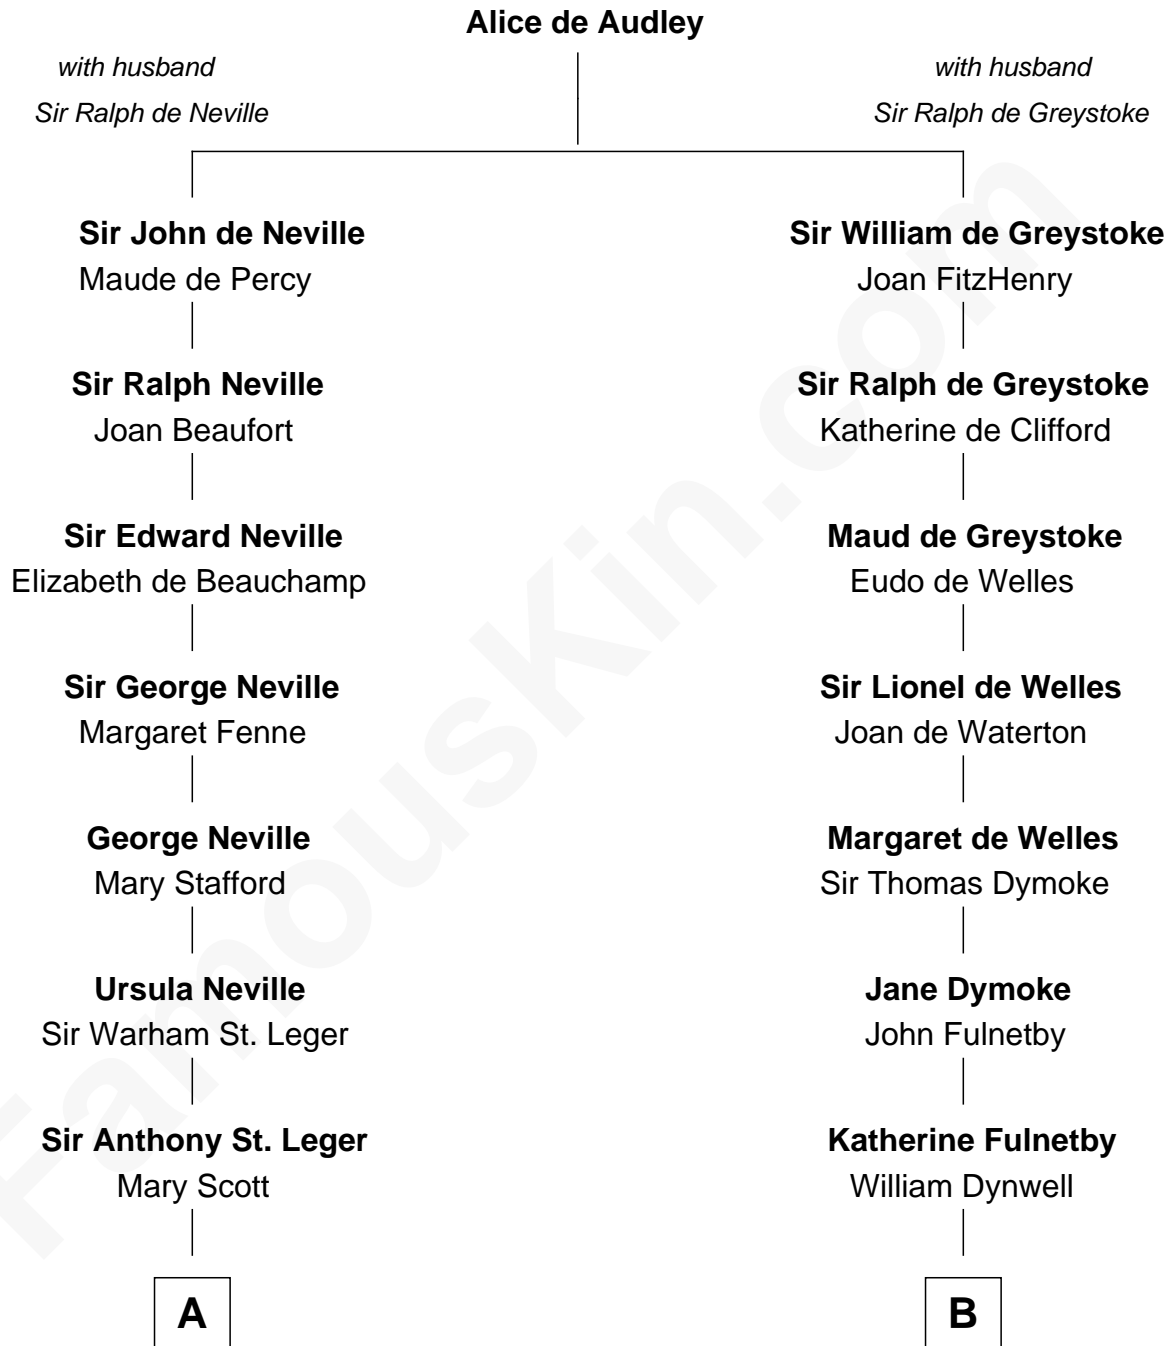 Alice de Audley
with husband
Sir Ralph de Neville
with husband
Sir Ralph de Greystoke
Sir John de Neville
Maude de Percy
Sir William de Greystoke
Joan FitzHenry
Sir Ralph Neville
Joan Beaufort
Sir Ralph de Greystoke
Katherine de Clifford
Sir Edward Neville
Elizabeth de Beauchamp
Maud de Greystoke
Eudo de Welles
Sir George Neville
Margaret Fenne
Sir Lionel de Welles
Joan de Waterton
George Neville
Mary Stafford
Margaret de Welles
Sir Thomas Dymoke
Ursula Neville
Sir Warham St. Leger
Jane Dymoke
John Fulnetby
Sir Anthony St. Leger
Mary Scott
Katherine Fulnetby
William Dynwell
A
B
FamousKin.com